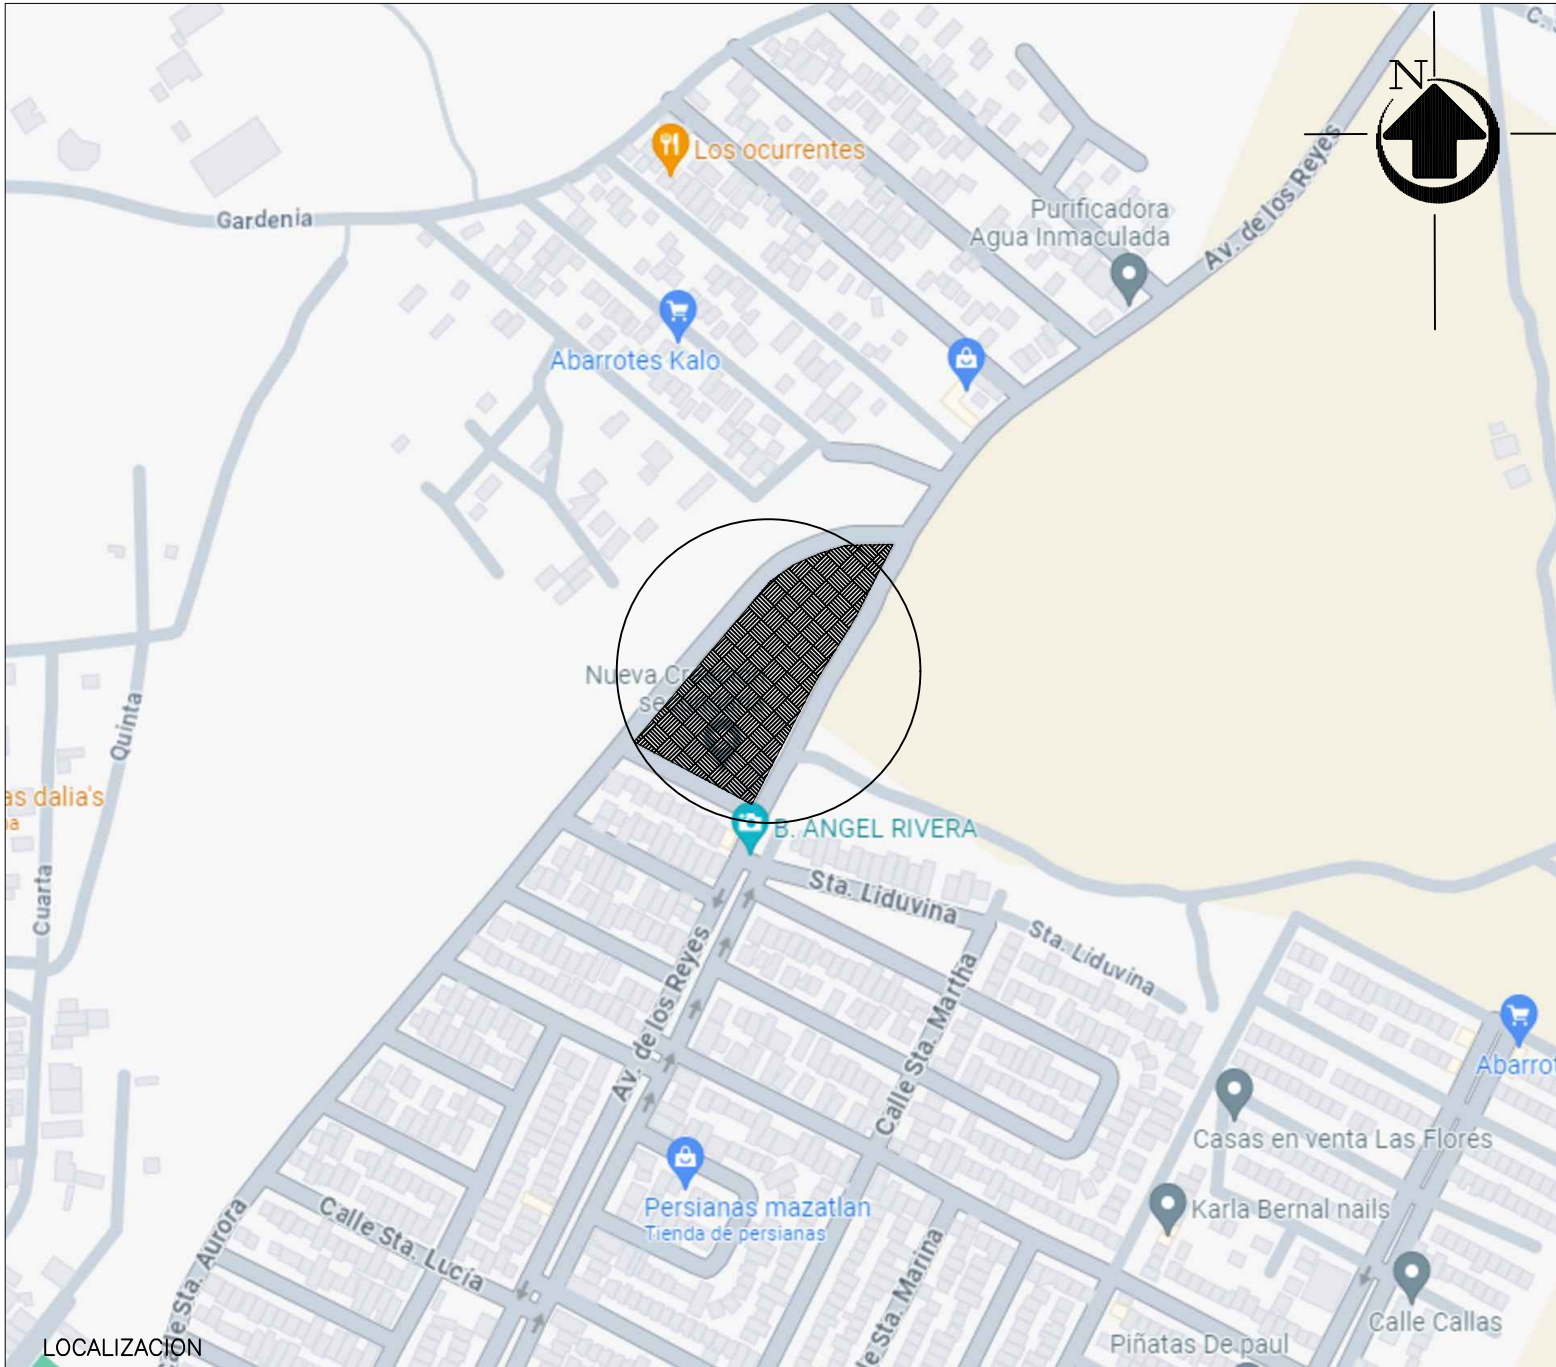 C.
N
Los ocurrentes
Purificadora
Agua Inmaculada
Av. de los Reyes
Gardenia
Abarrotes Kalo
Nueva Cr
se
Quinta
as dalia's
na
Cuarta
B. ANGEL RIVERA
Sta. Liduvina
Sta. Liduvina
Av. de los Reyes
Calle Sta. Martha
Abarrot
Casas en venta Las Flores
Karla Bernal nails
Persianas mazatlan
Tienda de persianas
Calle Sta. Lucía
Sta. Aurora
le Sta. Marina
Calle Callas
Piñatas De paul
LOCALIZACION